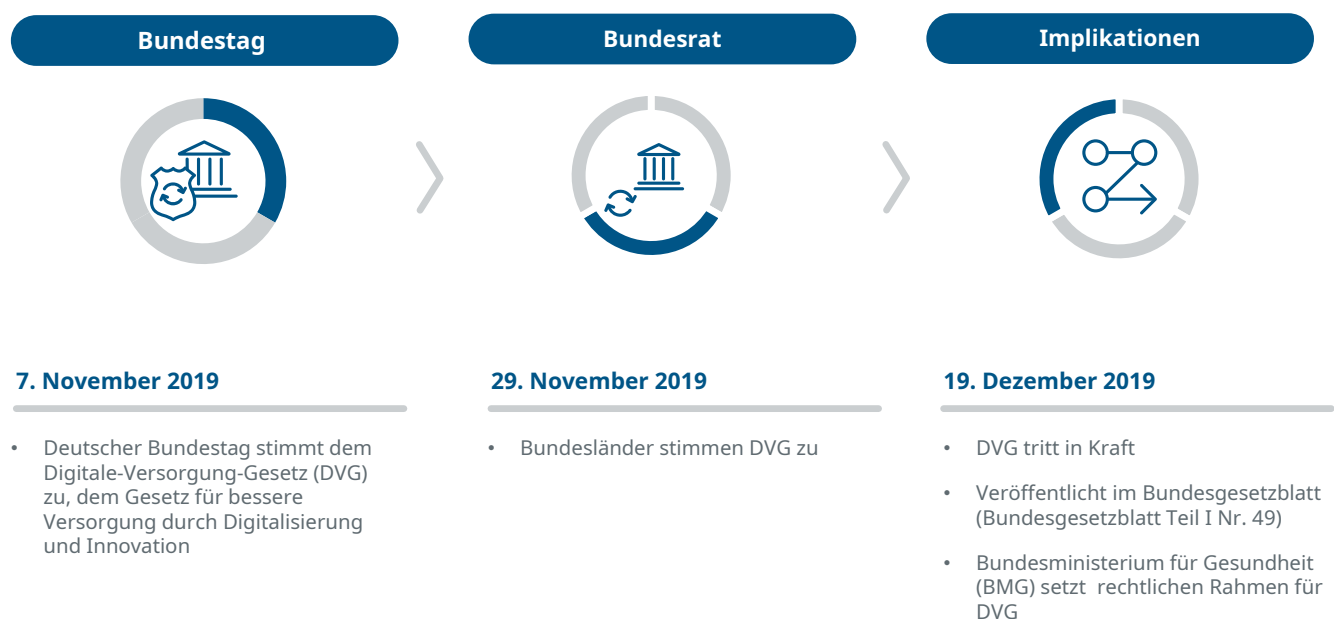 Bundestag
Bundesrat
Implikationen
7. November 2019
• Deutscher Bundestag stimmt dem
Digitale-Versorgung-Gesetz (DVG)
zu, dem Gesetz für bessere
Versorgung durch Digitalisierung
und Innovation
29. November 2019
• Bundesländer stimmen DVG zu
19. Dezember 2019
• DVG tritt in Kraft
• Veröffentlicht im Bundesgesetzblatt
(Bundesgesetzblatt Teil I Nr. 49)
• Bundesministerium für Gesundheit
(BMG) setzt  rechtlichen Rahmen für
DVG